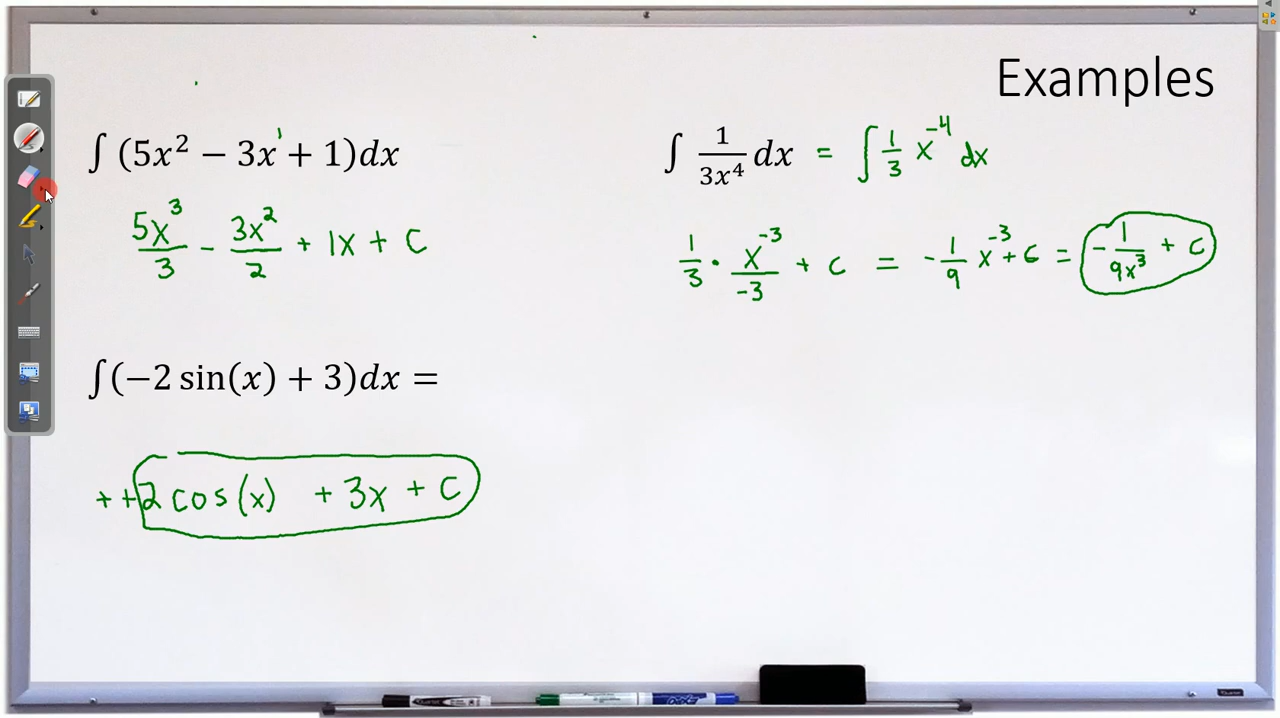 Examples
∫ (5x² − 3x¹ + 1)dx
5x³/3 − 3x²/2 + 1x + C
∫(−2 sin(x) + 3)dx =
+ +2 cos(x) + 3x + C
∫ 1/(3x⁴) dx = ∫ 1/3 x⁻⁴ dx
1/3 · x⁻³/−3 + C = −1/9 x⁻³ + C = −1/(9x³) + C